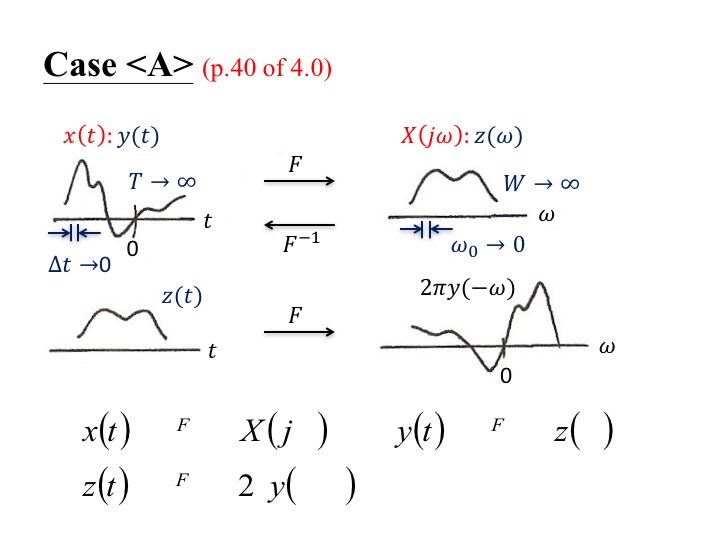 Case <A> (p.40 of 4.0)
x(t): y(t)
X(jω): z(ω)
F
T → ∞
W → ∞
t
ω
F⁻¹
0
ω₀ → 0
Δt →0
z(t)
2πy(−ω)
F
t
ω
0
x(t) F X(j ) y(t) F z( )
z(t) F 2 y( )